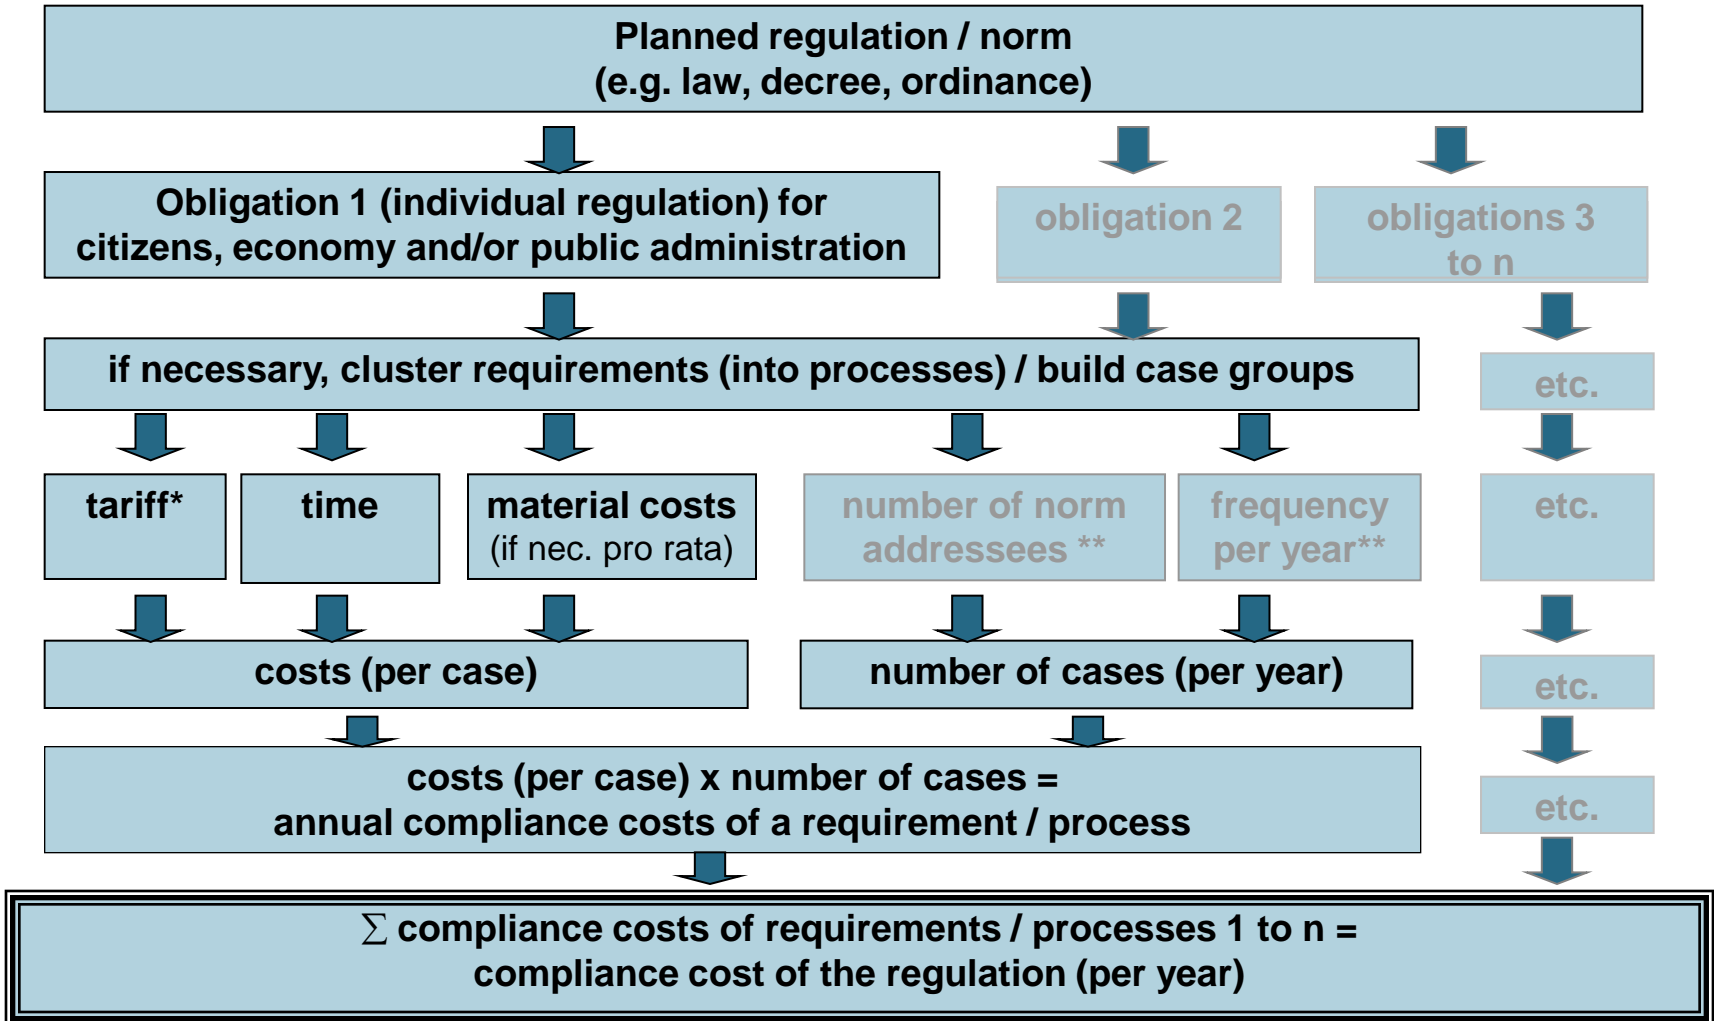 Planned regulation / norm
(e.g. law, decree, ordinance)
Obligation 1 (individual regulation) for
citizens, economy and/or public administration
obligation 2
obligations 3
to n
if necessary, cluster requirements (into processes) / build case groups
etc.
tariff*
time
material costs
(if nec. pro rata)
number of norm
addressees **
frequency
per year**
etc.
costs (per case)
number of cases (per year)
etc.
costs (per case) x number of cases =
annual compliance costs of a requirement / process
etc.
∑ compliance costs of requirements / processes 1 to n =
compliance cost of the regulation (per year)